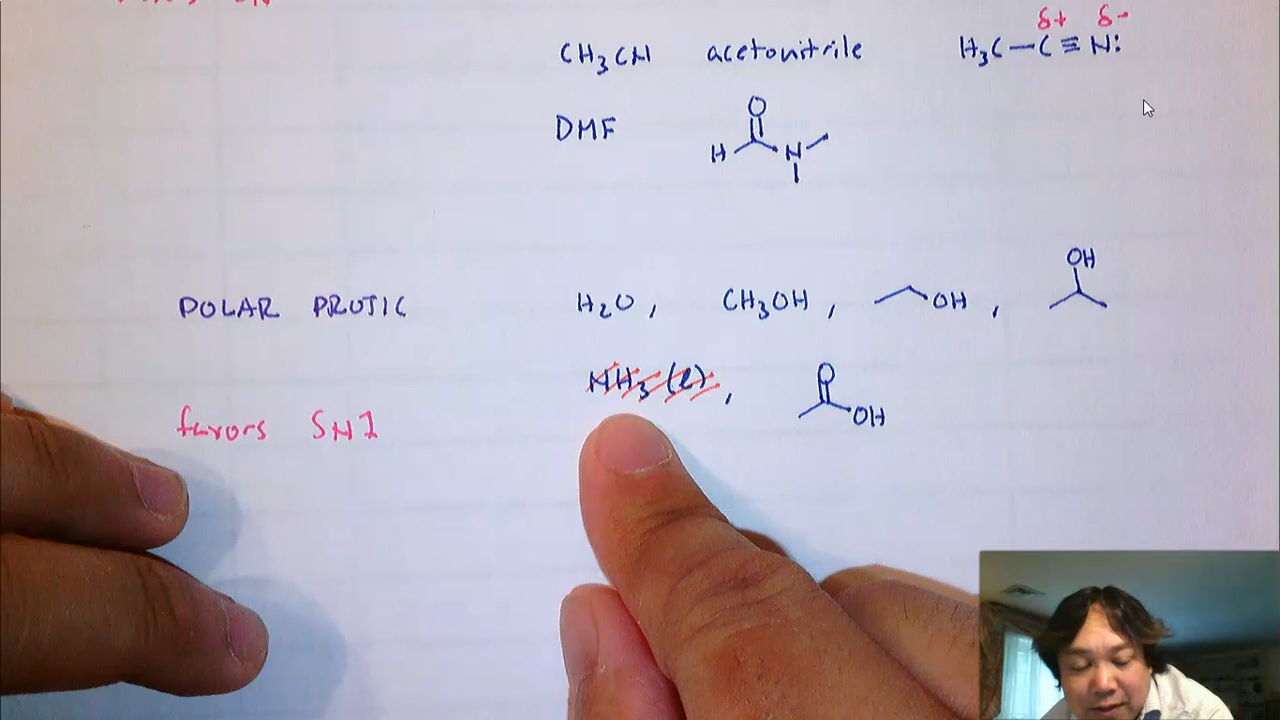 CH3CN acetonitrile H3C—C≡N:
δ+ δ-
DMF
O
H N
OH
POLAR PROTIC H2O, CH3OH, OH,
NH3(l), O
OH
favors SN1